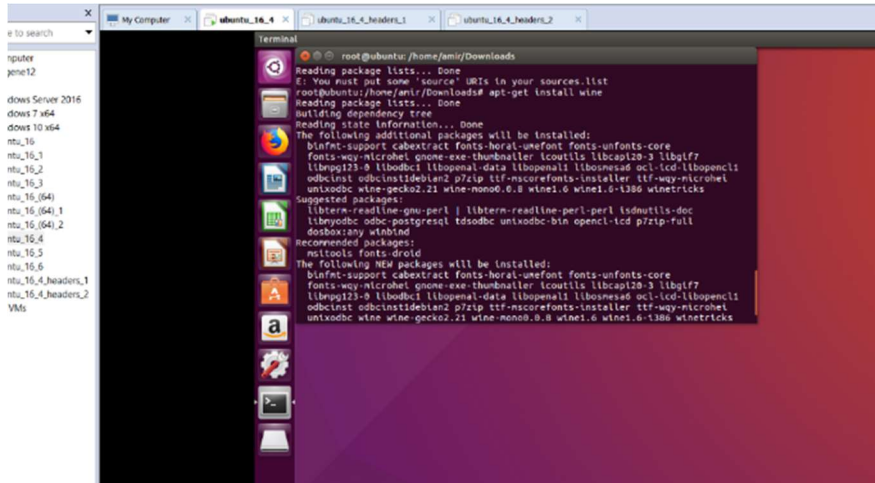 My Computer
ubuntu_16_4
ubuntu_16_4_headers_1
ubuntu_16_4_headers_2
e to search
mputer
gene12
dows Server 2016
dows 7 x64
dows 10 x64
ntu_16
ntu_16_1
ntu_16_2
ntu_16_3
ntu_16_(64)
ntu_16_(64)_1
ntu_16_(64)_2
ntu_16_4
ntu_16_5
ntu_16_6
ntu_16_4_headers_1
ntu_16_4_headers_2
VMs
Terminal
root@ubuntu: /home/amir/Downloads
Reading package lists... Done
E: You must put some 'source' URIs in your sources.list
root@ubuntu:/home/amir/Downloads# apt-get install wine
Reading package lists... Done
Building dependency tree
Reading state information... Done
The following additional packages will be installed:
binfmt-support cabextract fonts-horai-umefont fonts-unfonts-core
fonts-wqy-microhei gnome-exe-thumbnailer icoutils libcapi20-3 libgif7
libmpg123-0 libodbc1 libopenal-data libopenal1 libosmesa6 ocl-icd-libopencl1
odbcinst odbcinst1debian2 p7zip ttf-mscorefonts-installer ttf-wqy-microhei
unixodbc wine-gecko2.21 wine-mono0.0.8 wine1.6 wine1.6-i386 winetricks
Suggested packages:
libterm-readline-gnu-perl | libterm-readline-perl-perl isdnutils-doc
libmyodbc odbc-postgresql tdsodbc unixodbc-bin opencl-icd p7zip-full
dosbox:any winbind
Recommended packages:
msitools fonts-droid
The following NEW packages will be installed:
binfmt-support cabextract fonts-horai-umefont fonts-unfonts-core
fonts-wqy-microhei gnome-exe-thumbnailer icoutils libcapi20-3 libgif7
libmpg123-0 libodbc1 libopenal-data libopenal1 libosmesa6 ocl-icd-libopencl1
odbcinst odbcinst1debian2 p7zip ttf-mscorefonts-installer ttf-wqy-microhei
unixodbc wine wine-gecko2.21 wine-mono0.0.8 wine1.6 wine1.6-i386 winetricks